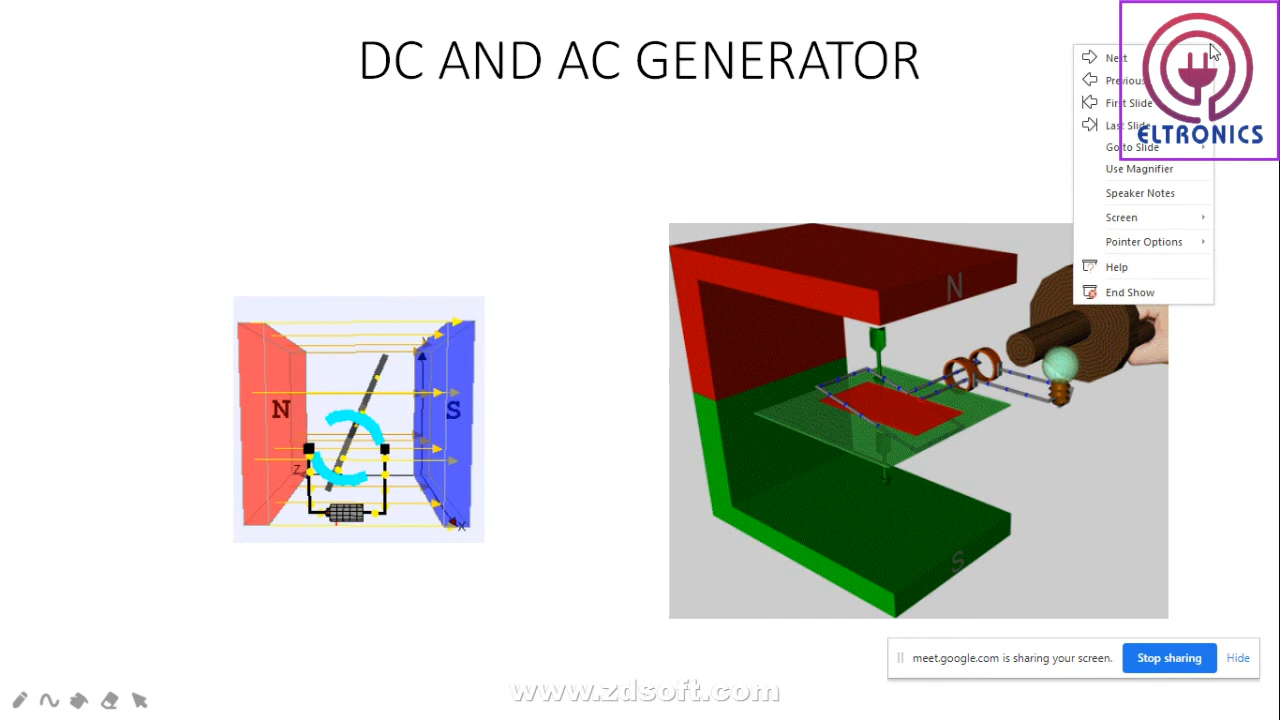 DC AND AC GENERATOR
Next
Previous
First Slide
Last Slide
Go to Slide
Use Magnifier
Speaker Notes
Screen
Pointer Options
Help
End Show
ELTRONICS
N
S
Z
Y
X
N
S
meet.google.com is sharing your screen.
Stop sharing
Hide
www.zdsoft.com